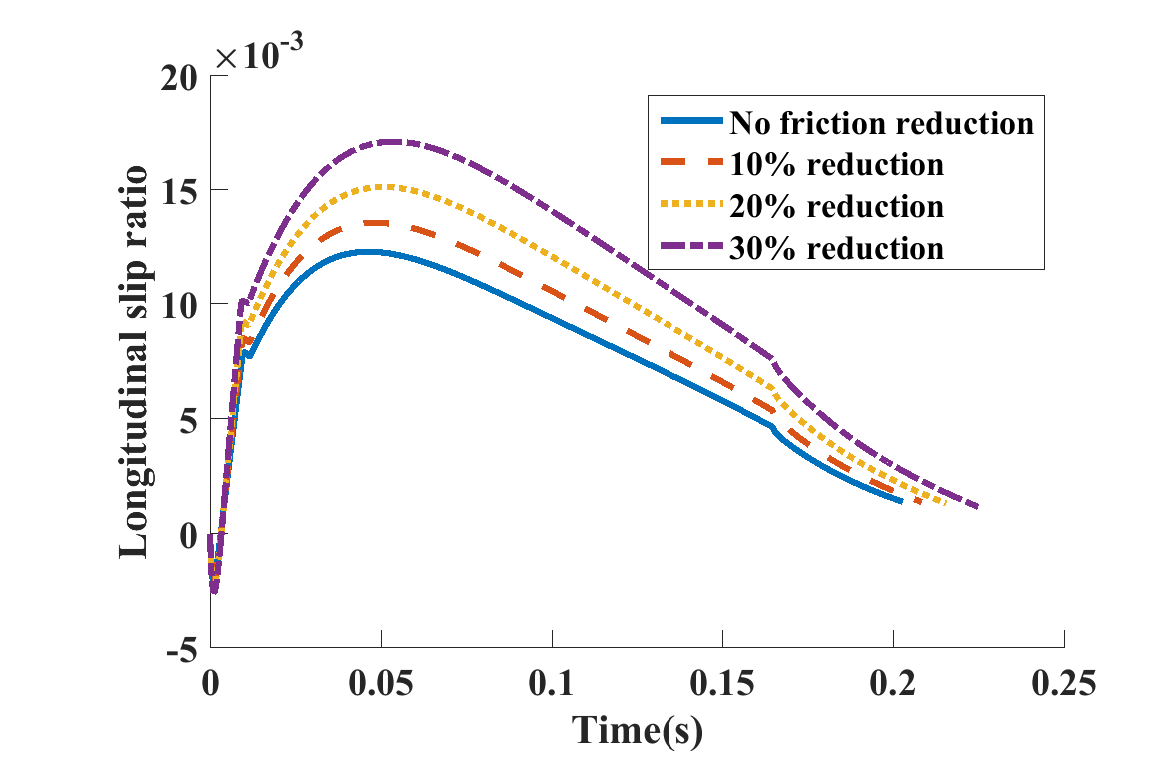 ×10-3
20
15
10
5
0
-5
Longitudinal slip ratio
0 0.05 0.1 0.15 0.2 0.25
Time(s)
No friction reduction
10% reduction
20% reduction
30% reduction